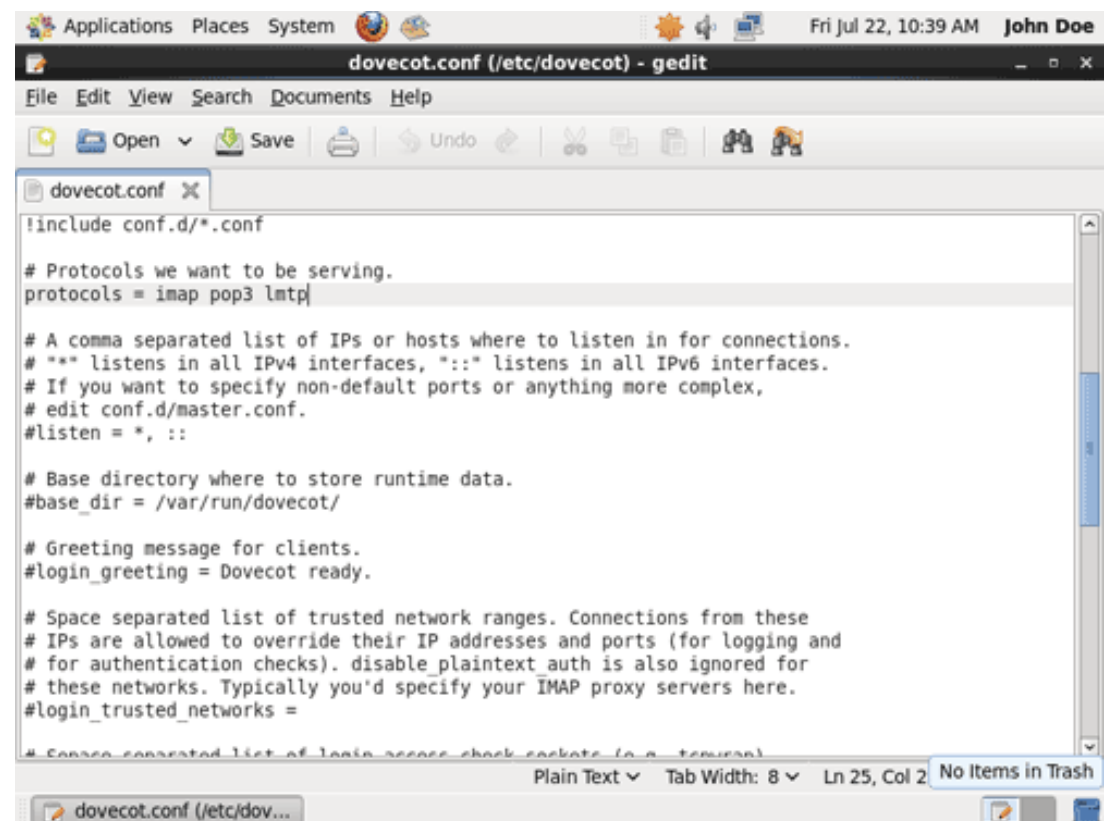 Applications Places System Fri Jul 22, 10:39 AM John Doe
dovecot.conf (/etc/dovecot) - gedit
File Edit View Search Documents Help
Open Save Undo
dovecot.conf
!include conf.d/*.conf
# Protocols we want to be serving.
protocols = imap pop3 lmtp
# A comma separated list of IPs or hosts where to listen in for connections.
# "*" listens in all IPv4 interfaces, "::" listens in all IPv6 interfaces.
# If you want to specify non-default ports or anything more complex,
# edit conf.d/master.conf.
#listen = *, ::
# Base directory where to store runtime data.
#base_dir = /var/run/dovecot/
# Greeting message for clients.
#login_greeting = Dovecot ready.
# Space separated list of trusted network ranges. Connections from these
# IPs are allowed to override their IP addresses and ports (for logging and
# for authentication checks). disable_plaintext_auth is also ignored for
# these networks. Typically you'd specify your IMAP proxy servers here.
#login_trusted_networks =
separated list of login access check sockets (e.g. tcpwrap)
Plain Text Tab Width: 8 Ln 25, Col 2 No Items in Trash
dovecot.conf (/etc/dov...